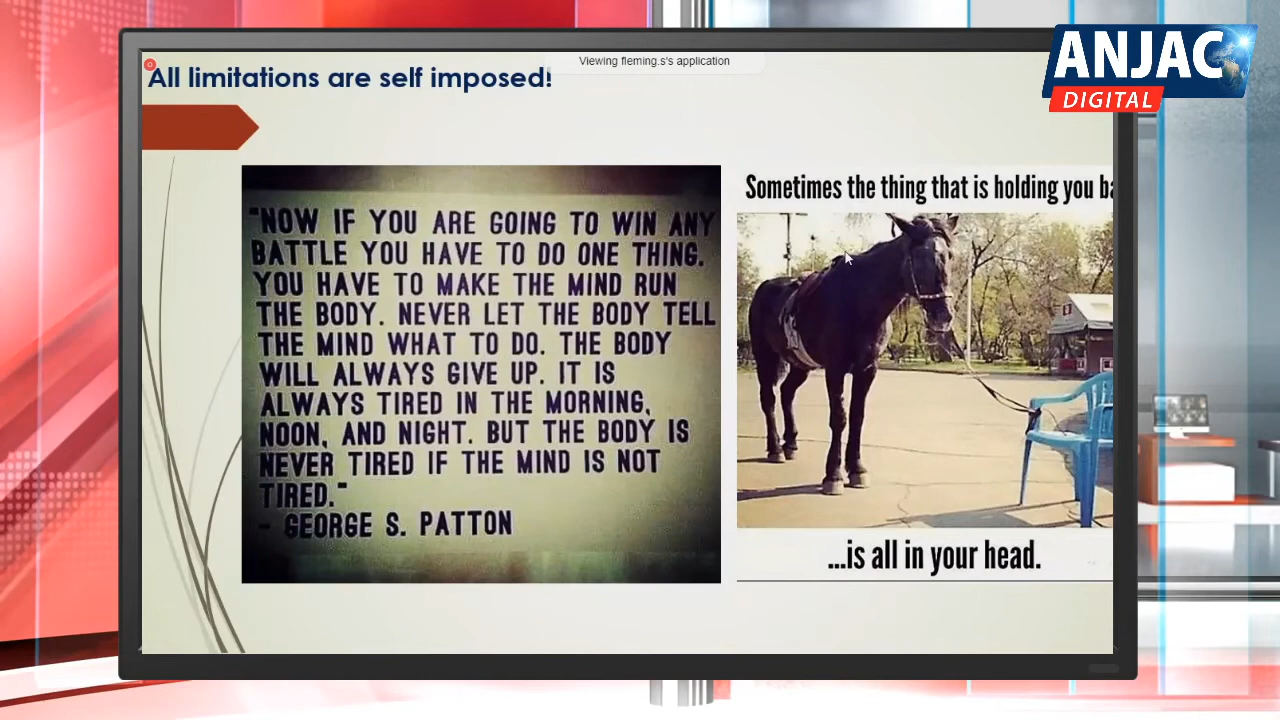 ANJAC
DIGITAL
Viewing fleming.s's application
All limitations are self imposed!
"NOW IF YOU ARE GOING TO WIN ANY
BATTLE YOU HAVE TO DO ONE THING.
YOU HAVE TO MAKE THE MIND RUN
THE BODY. NEVER LET THE BODY TELL
THE MIND WHAT TO DO. THE BODY
WILL ALWAYS GIVE UP. IT IS
ALWAYS TIRED IN THE MORNING,
NOON, AND NIGHT. BUT THE BODY IS
NEVER TIRED IF THE MIND IS NOT
TIRED."
- GEORGE S. PATTON
Sometimes the thing that is holding you ba
...is all in your head.